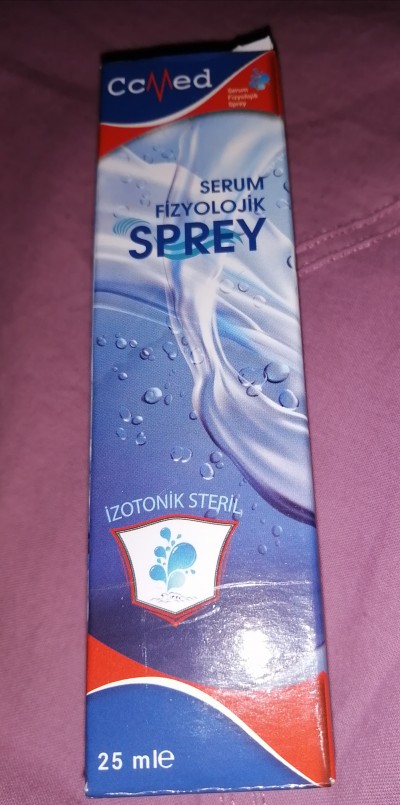 CcMed
Serum
Fizyolojik
Sprey
SERUM
FİZYOLOJİK
SPREY
İZOTONİK STERİL
25 ml℮